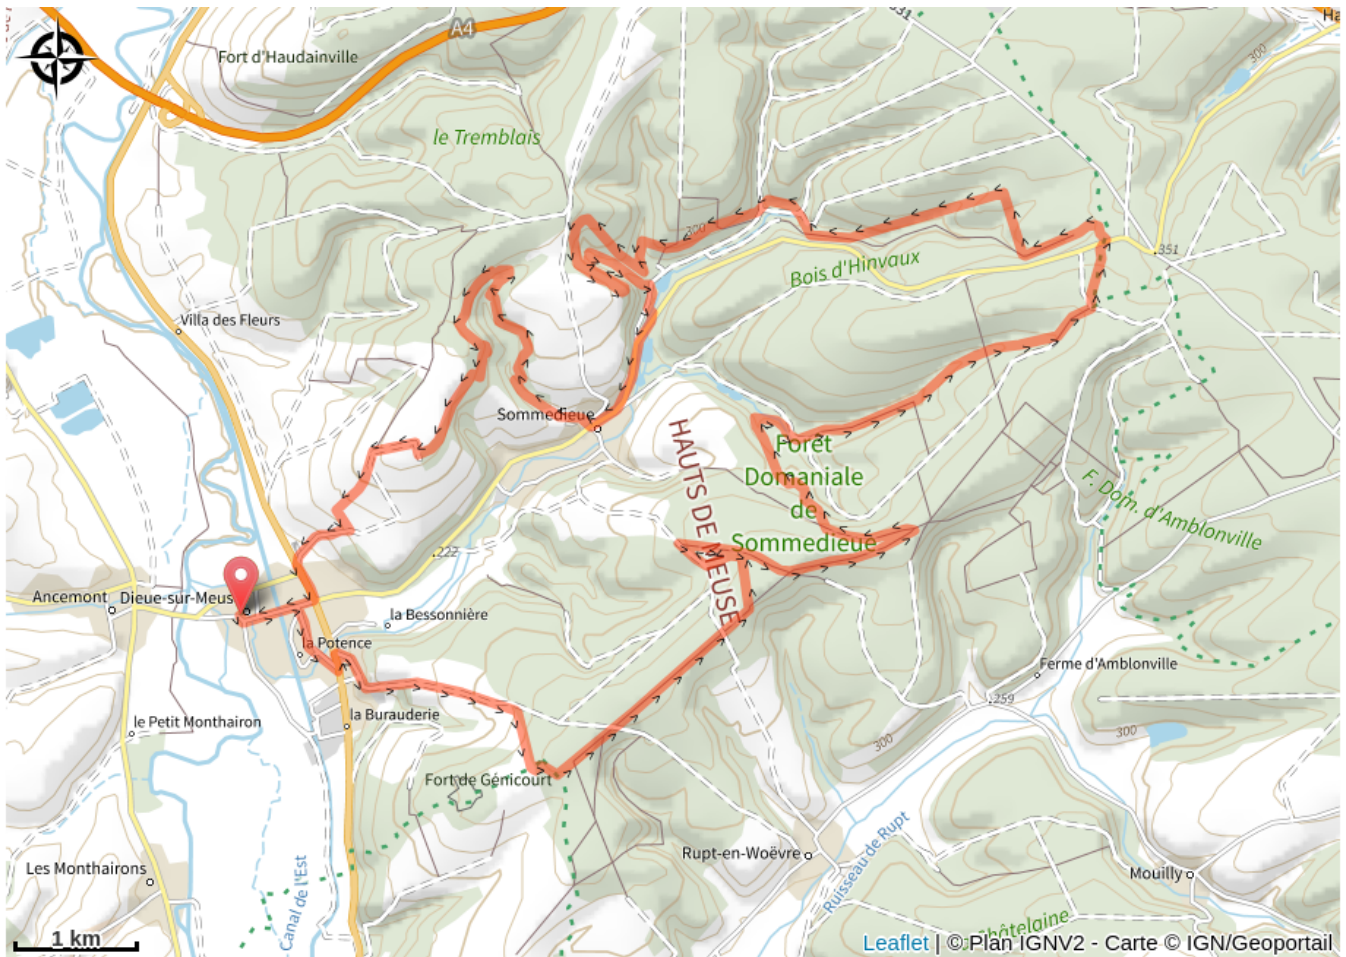 A4
Fort d'Haudainville
le Tremblais
300
300
351
Bois d'Hinvaux
Villa des Fleurs
Sommedieue
HAUTS DE MEUSE
Forêt
Domaniale
de
Sommedieue
F. Dom. d'Amblonville
222
Ancemont
Dieue-sur-Meuse
la Bessonnière
la Potence
Ferme d'Amblonville
259
le Petit Monthairon
la Burauderie
300
300
Fort de Génicourt
Rupt-en-Woëvre
Ruisseau de Rupt
Les Monthairons
Mouilly
Canal de l'Est
Châtelaine
1 km
Leaflet | © Plan IGNV2 - Carte © IGN/Geoportail